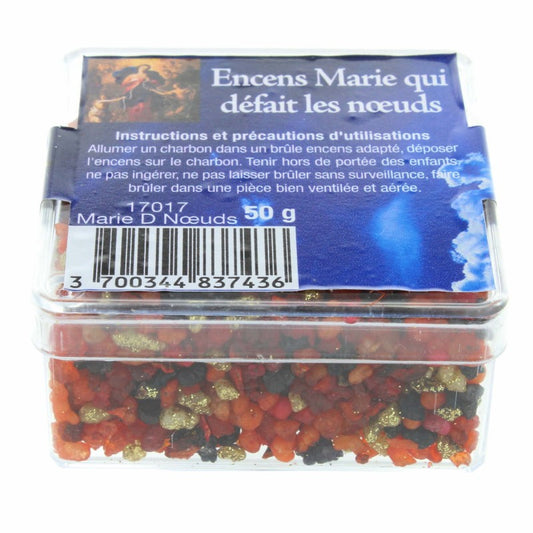 Encens Marie qui
défait les nœuds
Instructions et précautions d'utilisations
Allumer un charbon dans un brûle encens adapté, déposer
l'encens sur le charbon. Tenir hors de portée des enfants,
ne pas ingérer, ne pas laisser brûler sans surveillance, faire
brûler dans une pièce bien ventilée et aérée.
17017
Marie D Nœuds 50 g
3 700344 837436